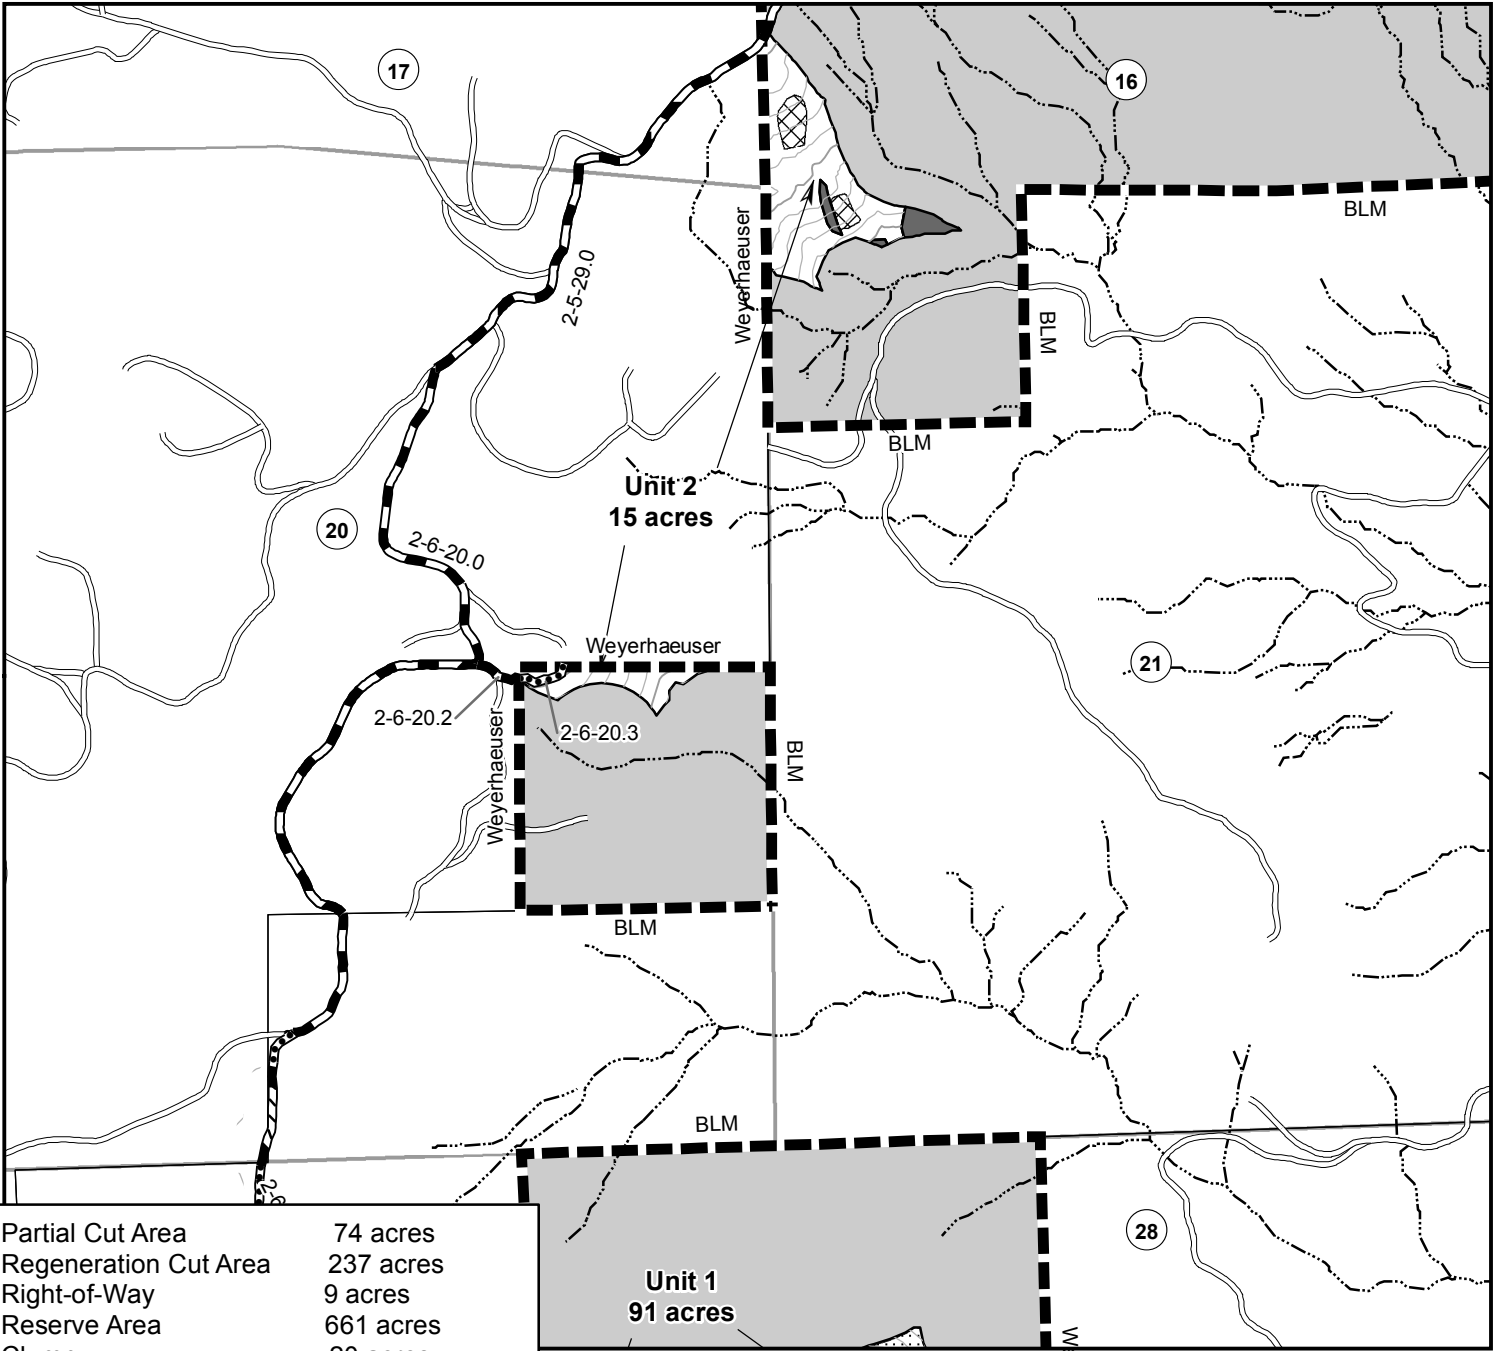 17
16
BLM
Weyerhaeuser
2-5-29.0
BLM
BLM
Unit 2
15 acres
20
2-6-20.0
Weyerhaeuser
21
2-6-20.2
2-6-20.3
Weyerhaeuser
BLM
BLM
BLM
28
Partial Cut Area 74 acres
Regeneration Cut Area 237 acres
Right-of-Way 9 acres
Reserve Area 661 acres
Unit 1
91 acres